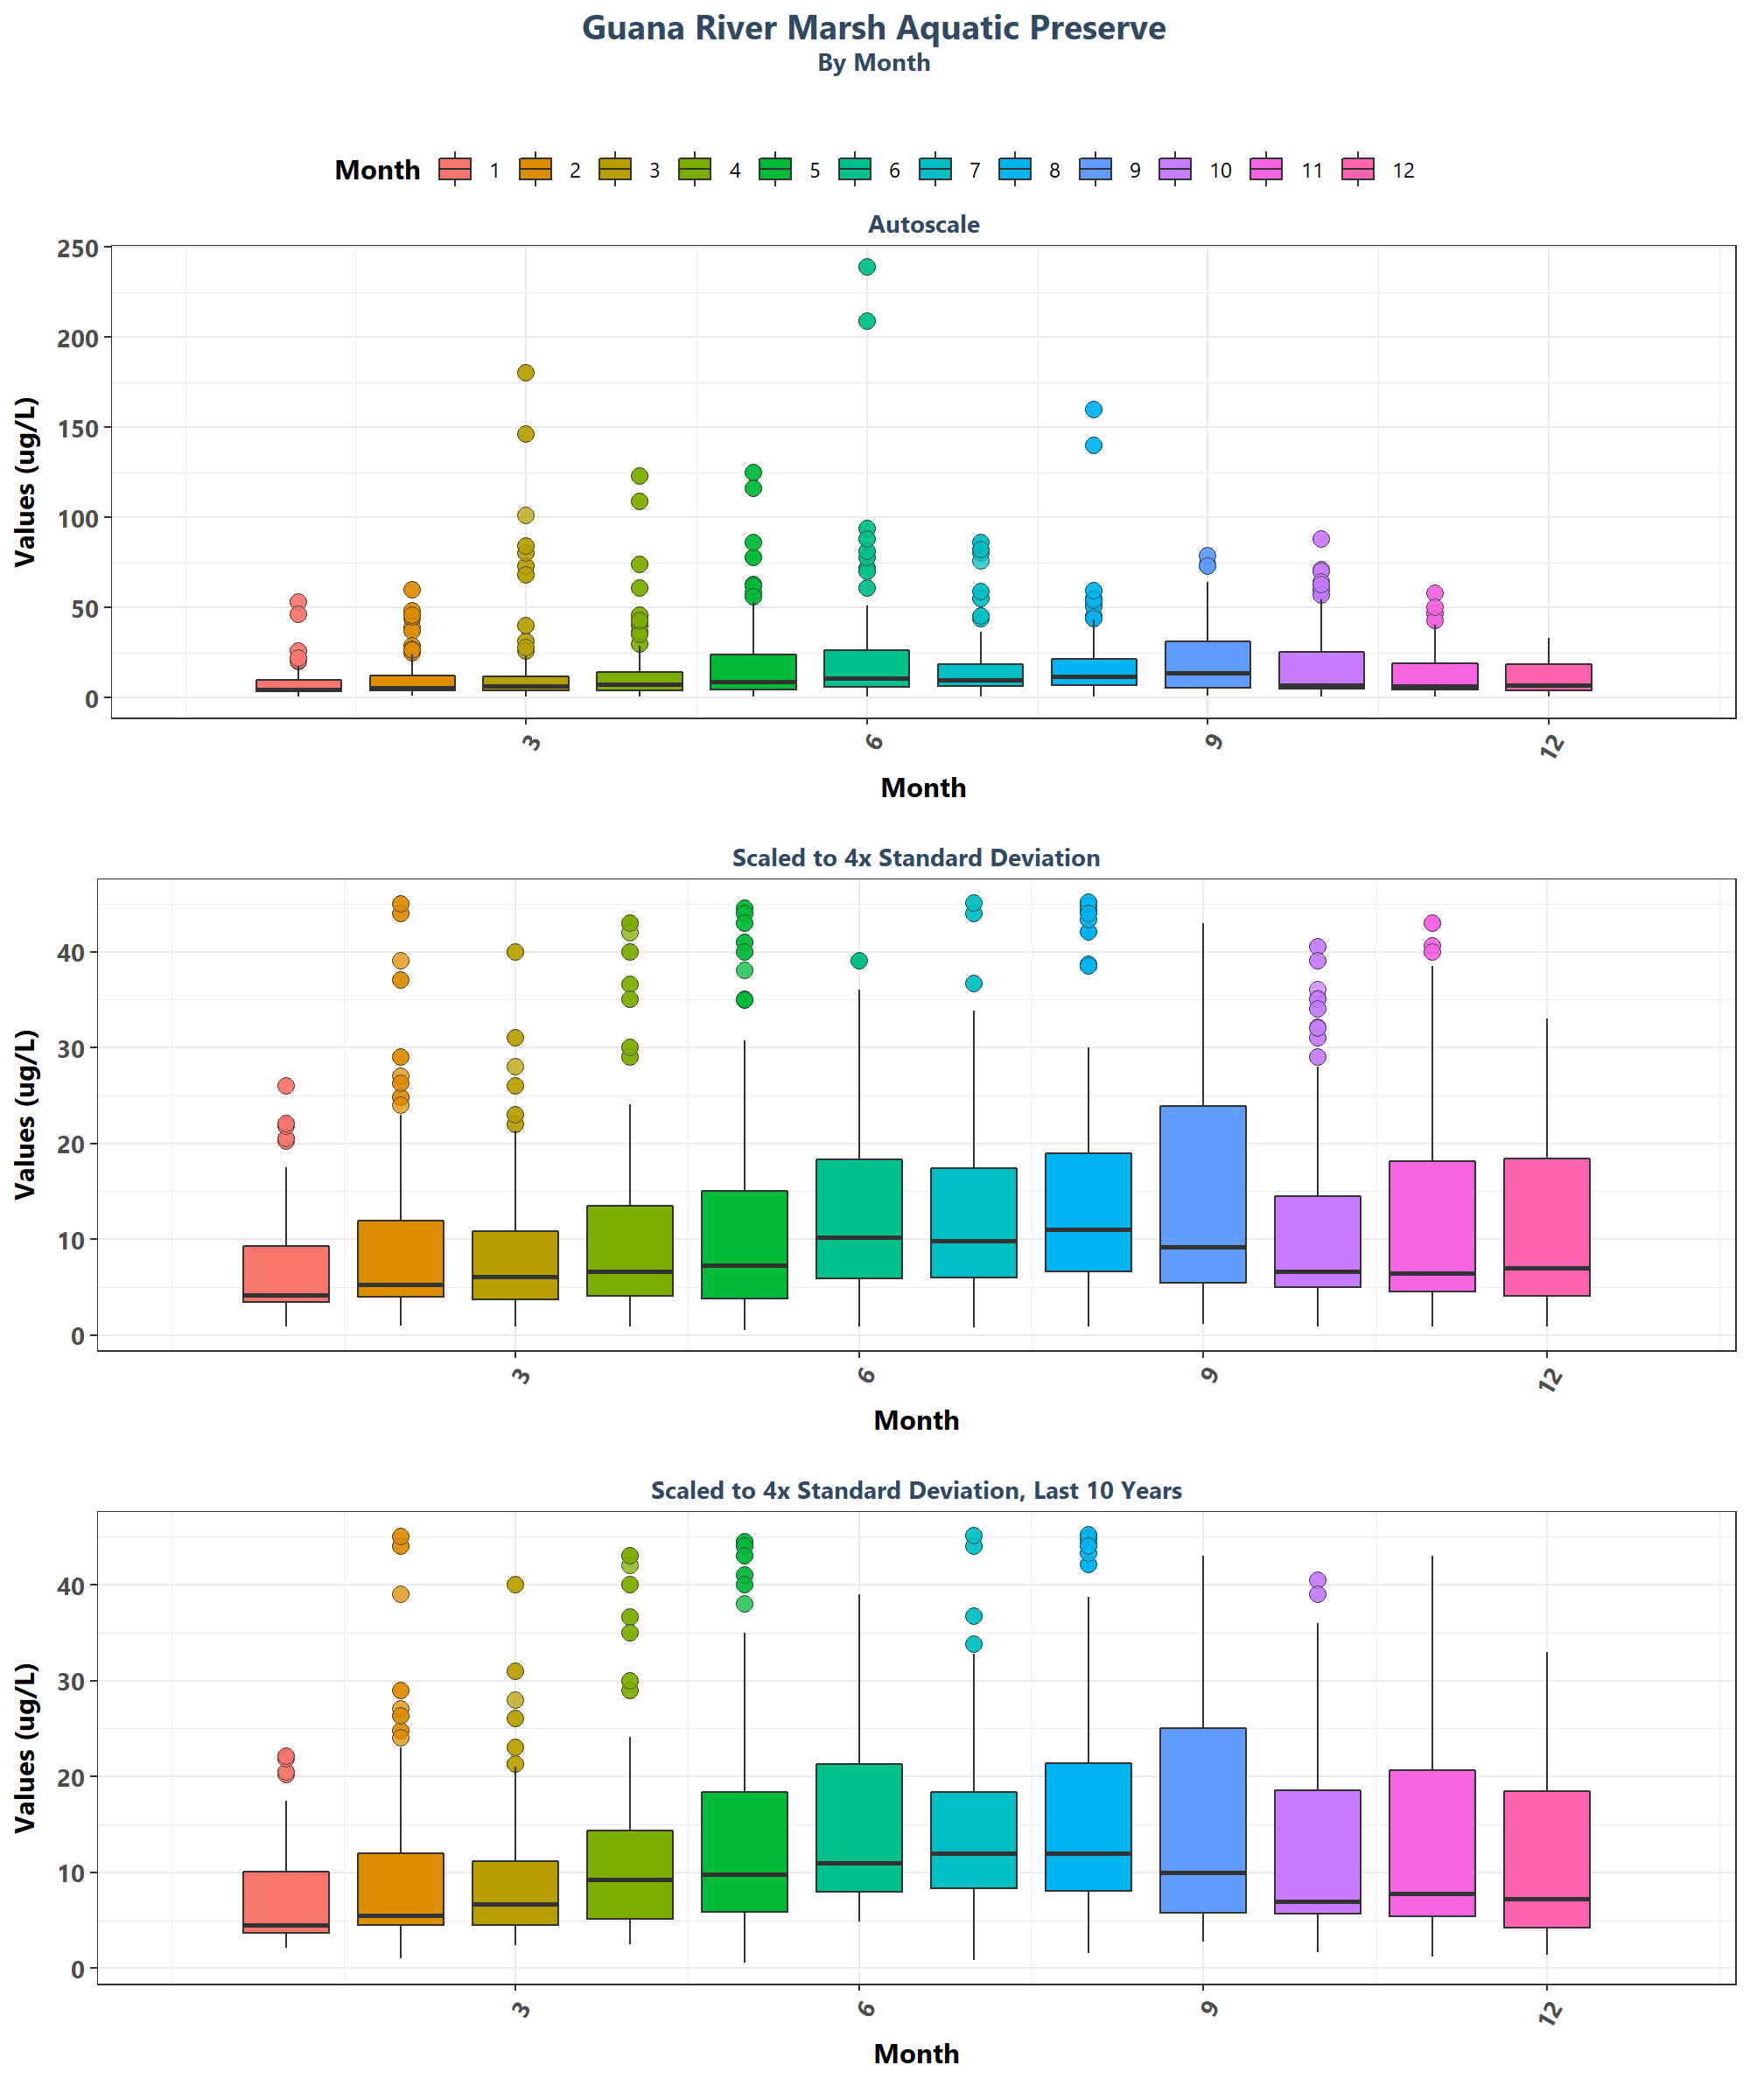 Guana River Marsh Aquatic Preserve
By Month
Month 1 2 3 4 5 6 7 8 9 10 11 12
Autoscale
Values (ug/L)
250
200
150
100
50
0
3 6 9 12
Month
Scaled to 4x Standard Deviation
Values (ug/L)
40
30
20
10
0
3 6 9 12
Month
Scaled to 4x Standard Deviation, Last 10 Years
Values (ug/L)
40
30
20
10
0
3 6 9 12
Month